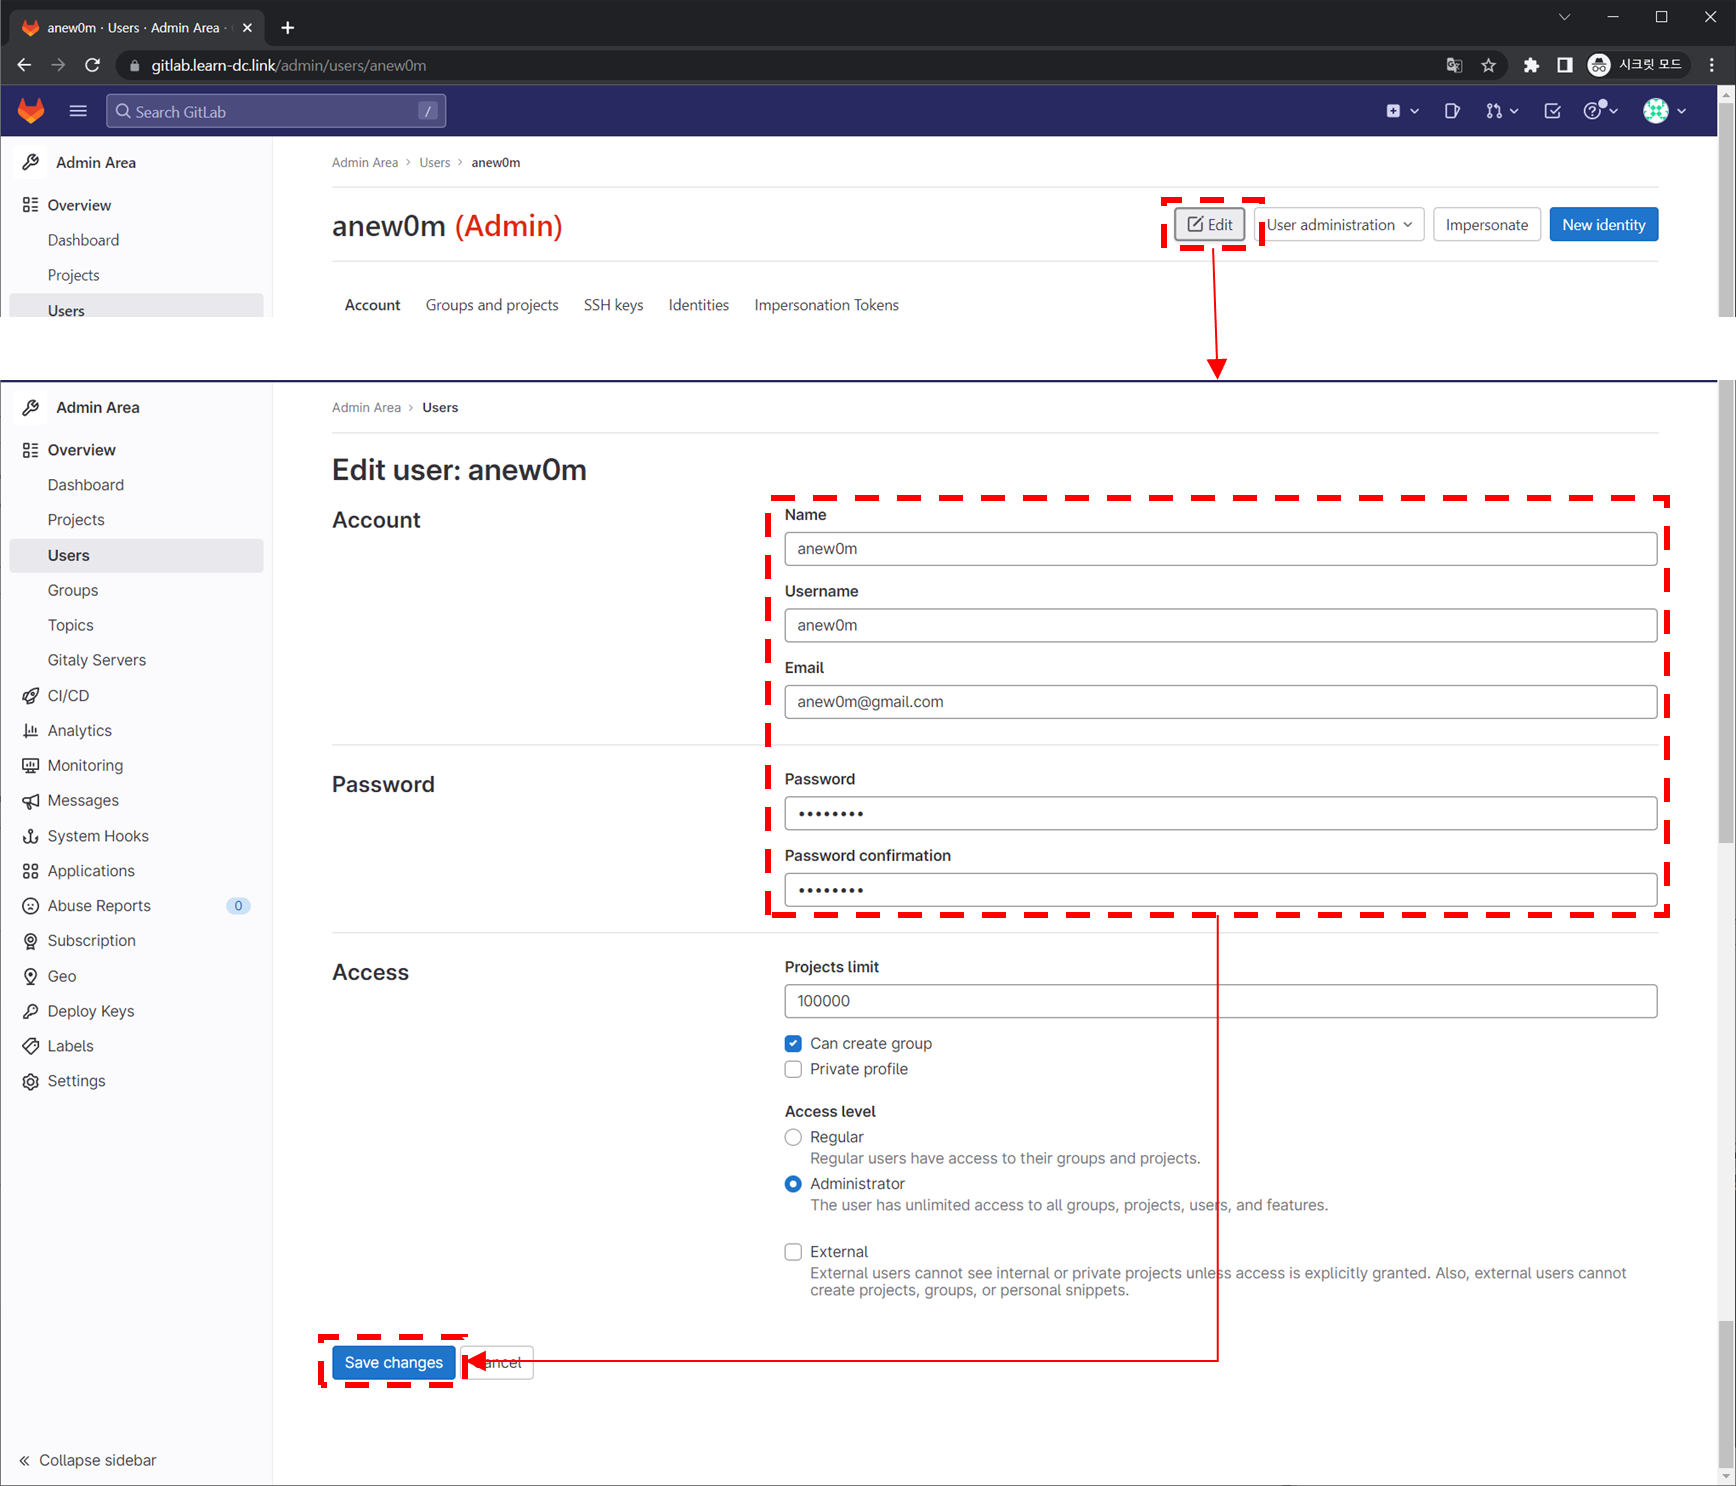 anew0m · Users · Admin Area ·
gitlab.learn-dc.link/admin/users/anew0m
시크릿 모드
Search GitLab /
Admin Area
Overview
Dashboard
Projects
Users
Admin Area > Users > anew0m
anew0m (Admin)
Edit
User administration
Impersonate
New identity
Account
Groups and projects
SSH keys
Identities
Impersonation Tokens
Admin Area
Overview
Dashboard
Projects
Users
Groups
Topics
Gitaly Servers
CI/CD
Analytics
Monitoring
Messages
System Hooks
Applications
Abuse Reports 0
Subscription
Geo
Deploy Keys
Labels
Settings
Collapse sidebar
Admin Area > Users
Edit user: anew0m
Account
Name
anew0m
Username
anew0m
Email
anew0m@gmail.com
Password
Password
••••••••
Password confirmation
••••••••
Access
Projects limit
100000
Can create group
Private profile
Access level
Regular
Regular users have access to their groups and projects.
Administrator
The user has unlimited access to all groups, projects, users, and features.
External
External users cannot see internal or private projects unless access is explicitly granted. Also, external users cannot
create projects, groups, or personal snippets.
Save changes
Cancel